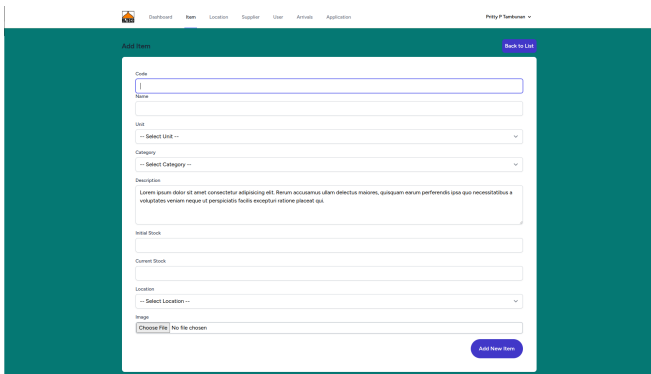 Dashboard Item Location Supplier User Arrivals Application Pritty P Tambunan
Add Item Back to List
Code
Name
Unit
-- Select Unit --
Category
-- Select Category --
Description
Lorem ipsum dolor sit amet consectetur adipisicing elit. Rerum accusamus ullam delectus maiores, quisquam earum perferendis ipsa quo necessitatibus a
voluptates veniam neque ut perspiciatis facilis excepturi ratione placeat qui.
Initial Stock
Current Stock
Location
-- Select Location --
Image
Choose File No file chosen
Add New Item